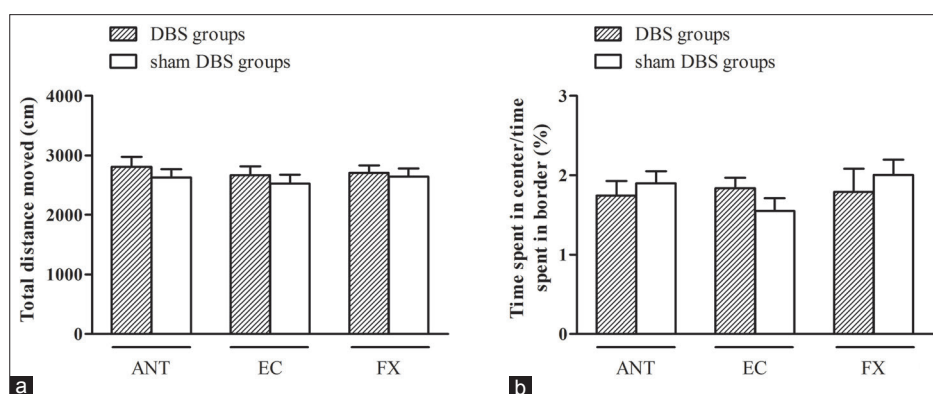 DBS groups
sham DBS groups
Total distance moved (cm)
4000
3000
2000
1000
0
ANT EC FX
a
DBS groups
sham DBS groups
Time spent in center/time
spent in border (%)
3
2
1
0
ANT EC FX
b